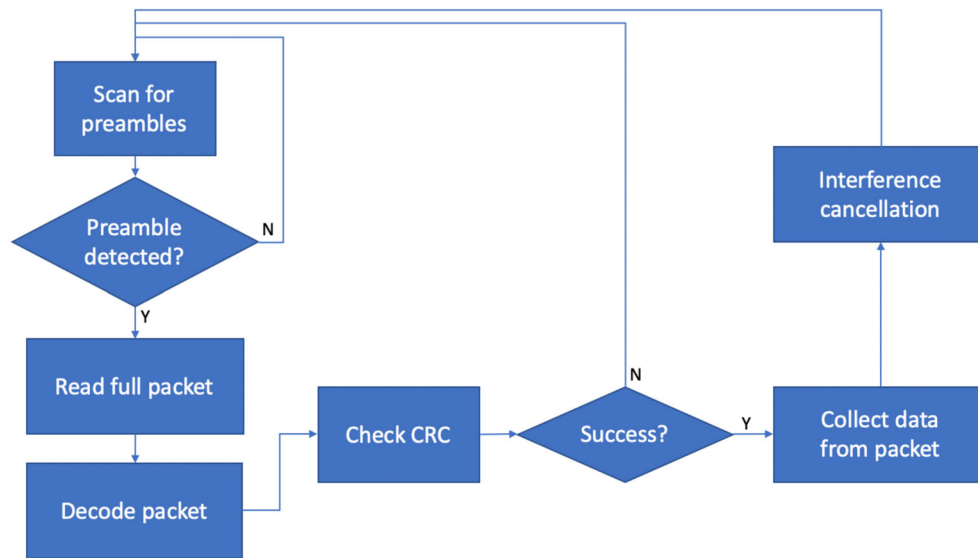 Scan for
preambles
Preamble
detected?
N
Y
Read full packet
Decode packet
Check CRC
Success?
N
Y
Collect data
from packet
Interference
cancellation